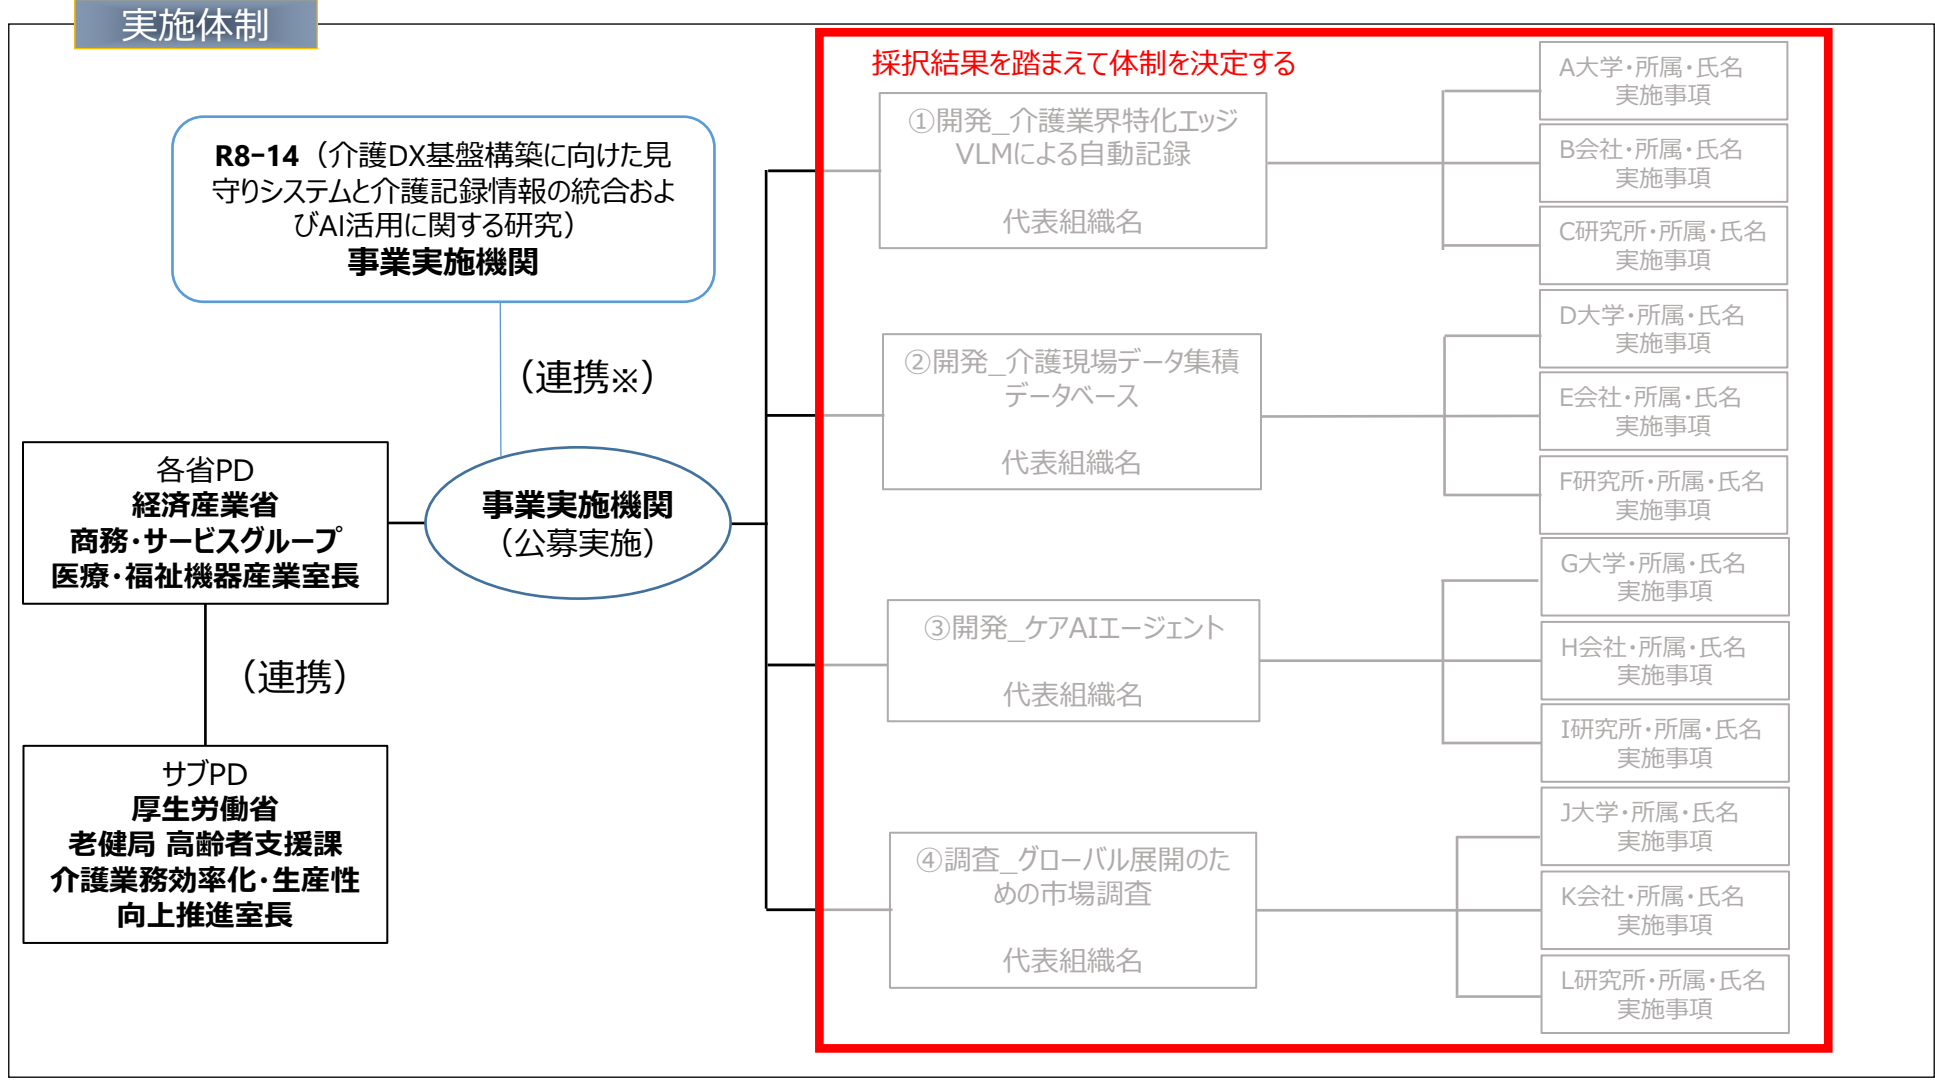 実施体制
採択結果を踏まえて体制を決定する
R8-14（介護DX基盤構築に向けた見
守りシステムと介護記録情報の統合およ
びAI活用に関する研究）
事業実施機関
（連携※）
各省PD
経済産業省
商務・サービスグループ
医療・福祉機器産業室長
事業実施機関
（公募実施）
（連携）
サブPD
厚生労働省
老健局 高齢者支援課
介護業務効率化・生産性
向上推進室長
①開発_介護業界特化エッジ
VLMによる自動記録
代表組織名
A大学・所属・氏名
実施事項
B会社・所属・氏名
実施事項
C研究所・所属・氏名
実施事項
②開発_介護現場データ集積
データベース
代表組織名
D大学・所属・氏名
実施事項
E会社・所属・氏名
実施事項
F研究所・所属・氏名
実施事項
③開発_ケアAIエージェント
代表組織名
G大学・所属・氏名
実施事項
H会社・所属・氏名
実施事項
I研究所・所属・氏名
実施事項
④調査_グローバル展開のた
めの市場調査
代表組織名
J大学・所属・氏名
実施事項
K会社・所属・氏名
実施事項
L研究所・所属・氏名
実施事項